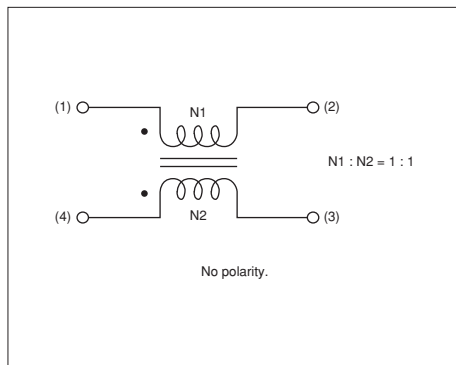 (1) N1 (2)
N1 : N2 = 1 : 1
(4) N2 (3)
No polarity.